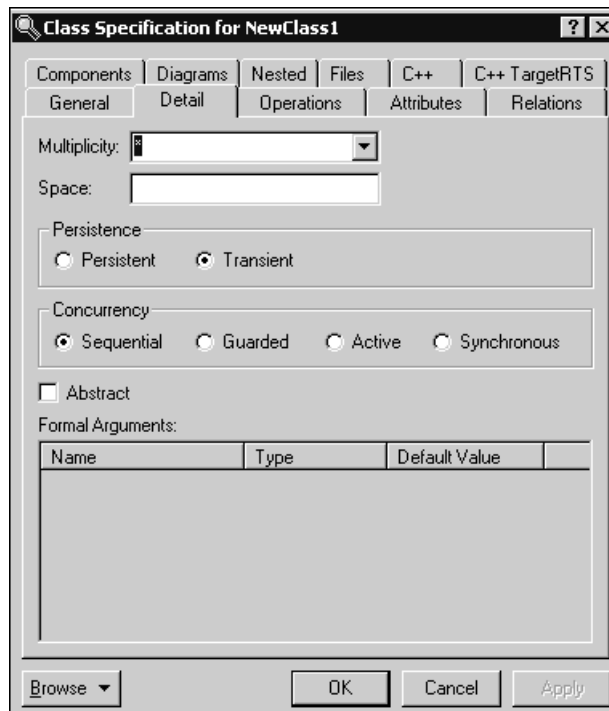 Class Specification for NewClass1 ? X
Components Diagrams Nested Files C++ C++ TargetRTS
General Detail Operations Attributes Relations
Multiplicity: *
Space:
Persistence
Persistent Transient
Concurrency
Sequential Guarded Active Synchronous
Abstract
Formal Arguments:
Name Type Default Value
Browse OK Cancel Apply